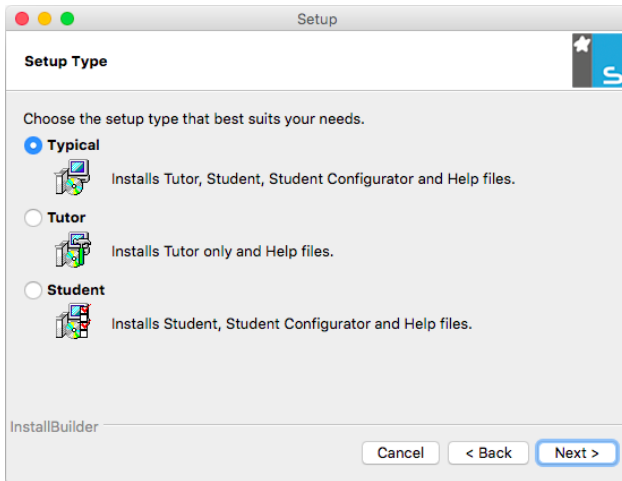 Setup
Setup Type
Choose the setup type that best suits your needs.
Typical
Installs Tutor, Student, Student Configurator and Help files.
Tutor
Installs Tutor only and Help files.
Student
Installs Student, Student Configurator and Help files.
InstallBuilder
Cancel
< Back
Next >